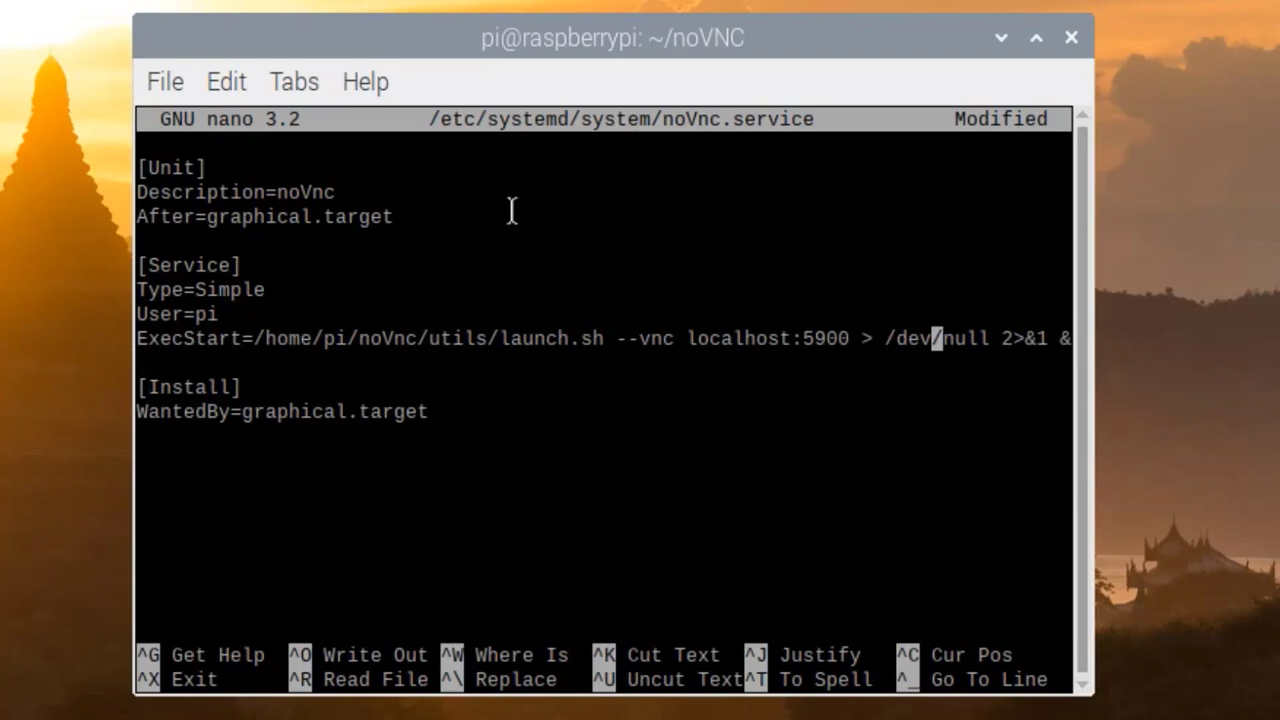 pi@raspberrypi: ~/noVNC
File Edit Tabs Help
GNU nano 3.2 /etc/systemd/system/noVnc.service Modified
[Unit]
Description=noVnc
After=graphical.target
[Service]
Type=Simple
User=pi
ExecStart=/home/pi/noVnc/utils/launch.sh --vnc localhost:5900 > /dev/null 2>&1 &
[Install]
WantedBy=graphical.target
^G Get Help ^O Write Out ^W Where Is ^K Cut Text ^J Justify ^C Cur Pos
^X Exit ^R Read File ^\ Replace ^U Uncut Text ^T To Spell ^_ Go To Line